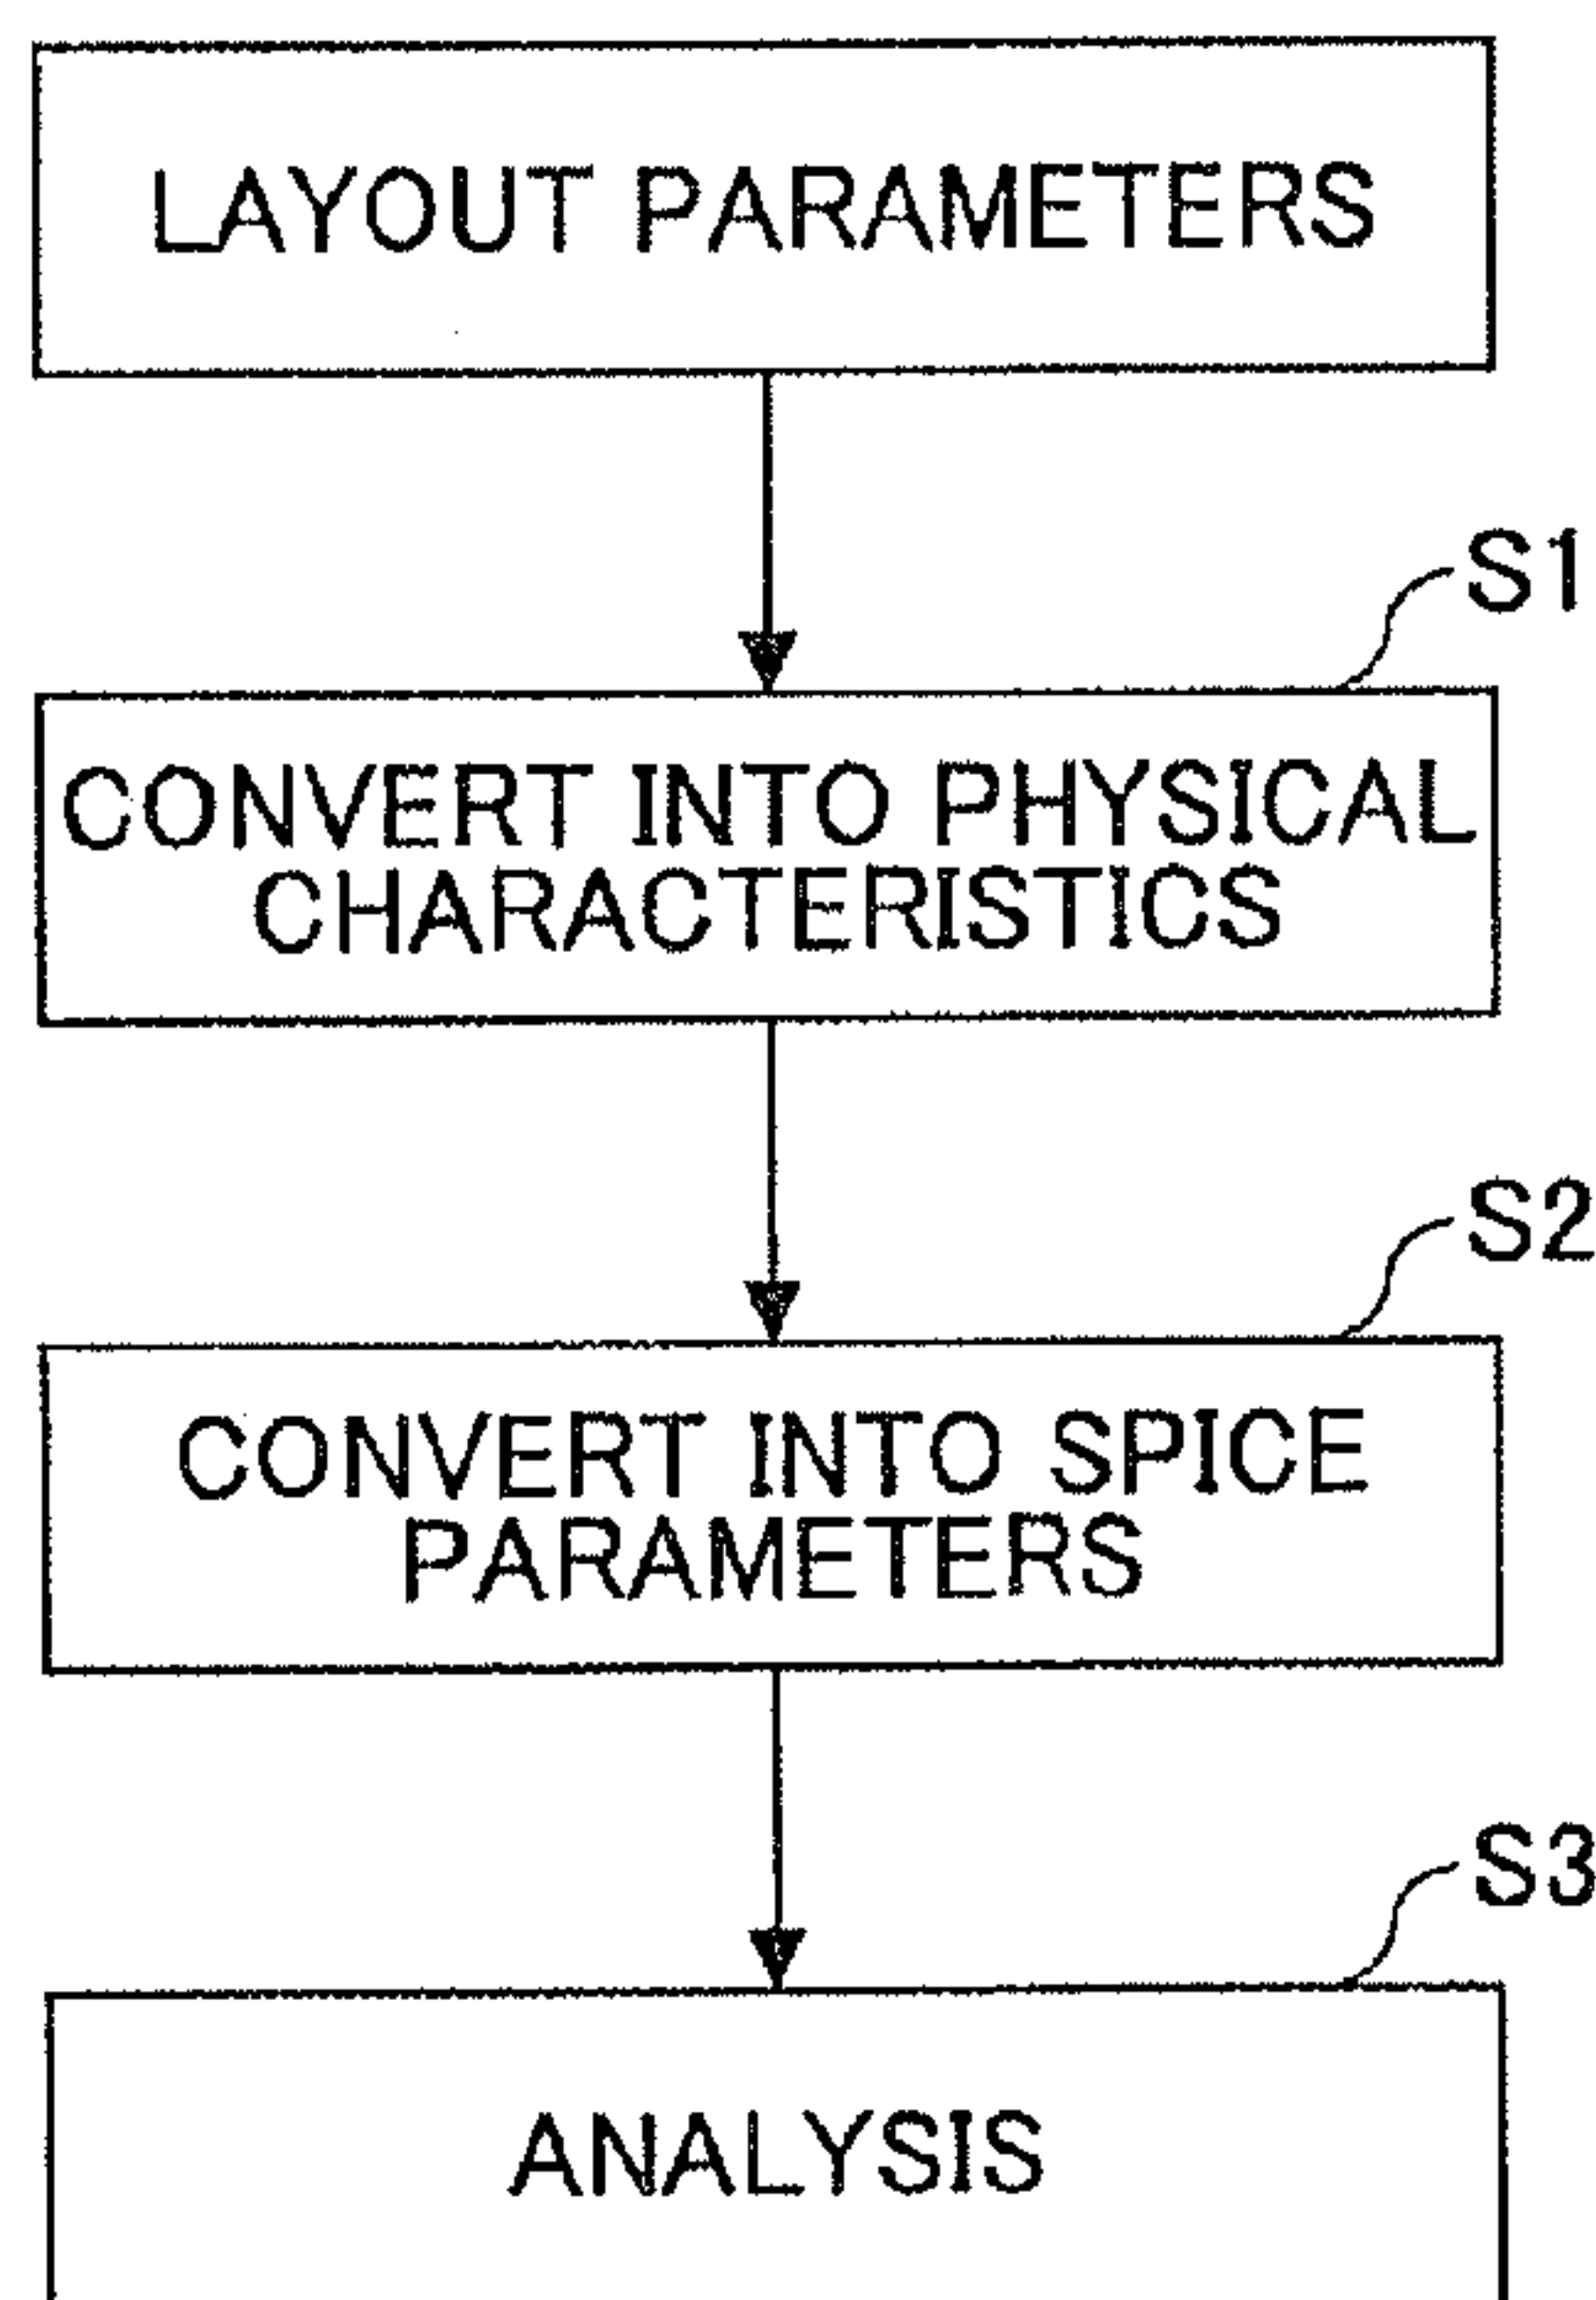 LAYOUT PARAMETERS
S1
CONVERT INTO PHYSICAL
CHARACTERISTICS
S2
CONVERT INTO SPICE
PARAMETERS
S3
ANALYSIS